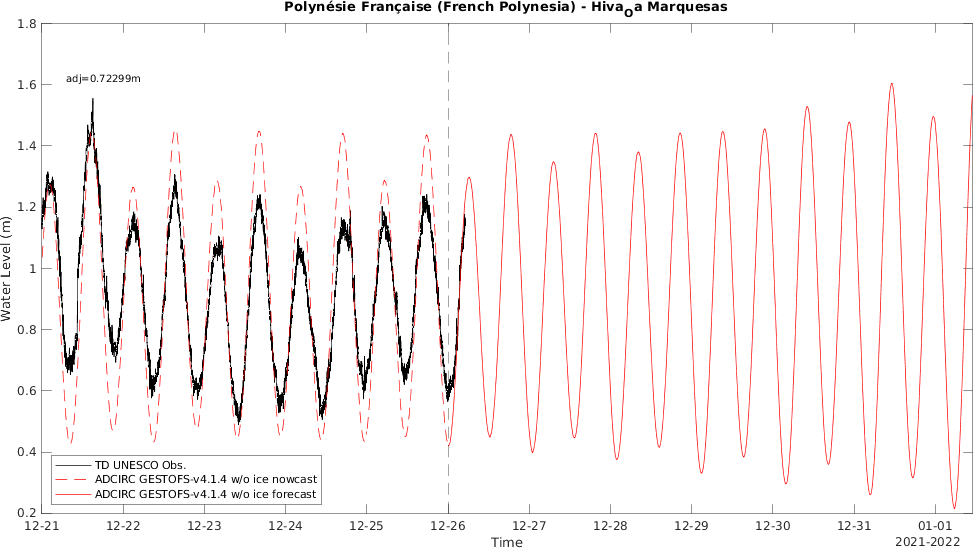 Polynésie Française (French Polynesia) - HivaOa Marquesas
1.8
1.6
1.4
1.2
1
0.8
0.6
0.4
0.2
Water Level (m)
adj=0.72299m
TD UNESCO Obs.
ADCIRC GESTOFS-v4.1.4 w/o ice nowcast
ADCIRC GESTOFS-v4.1.4 w/o ice forecast
12-21 12-22 12-23 12-24 12-25 12-26 12-27 12-28 12-29 12-30 12-31 01-01
Time
2021-2022